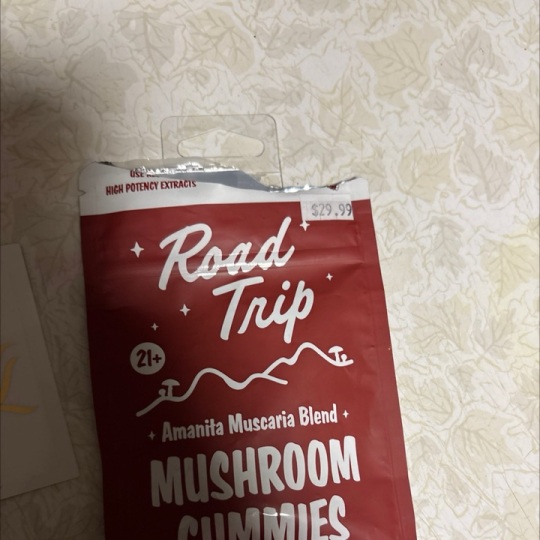 HIGH POTENCY EXTRACTS
$29.99
Road
Trip
21+
Amanita Muscaria Blend
MUSHROOM
GUMMIES